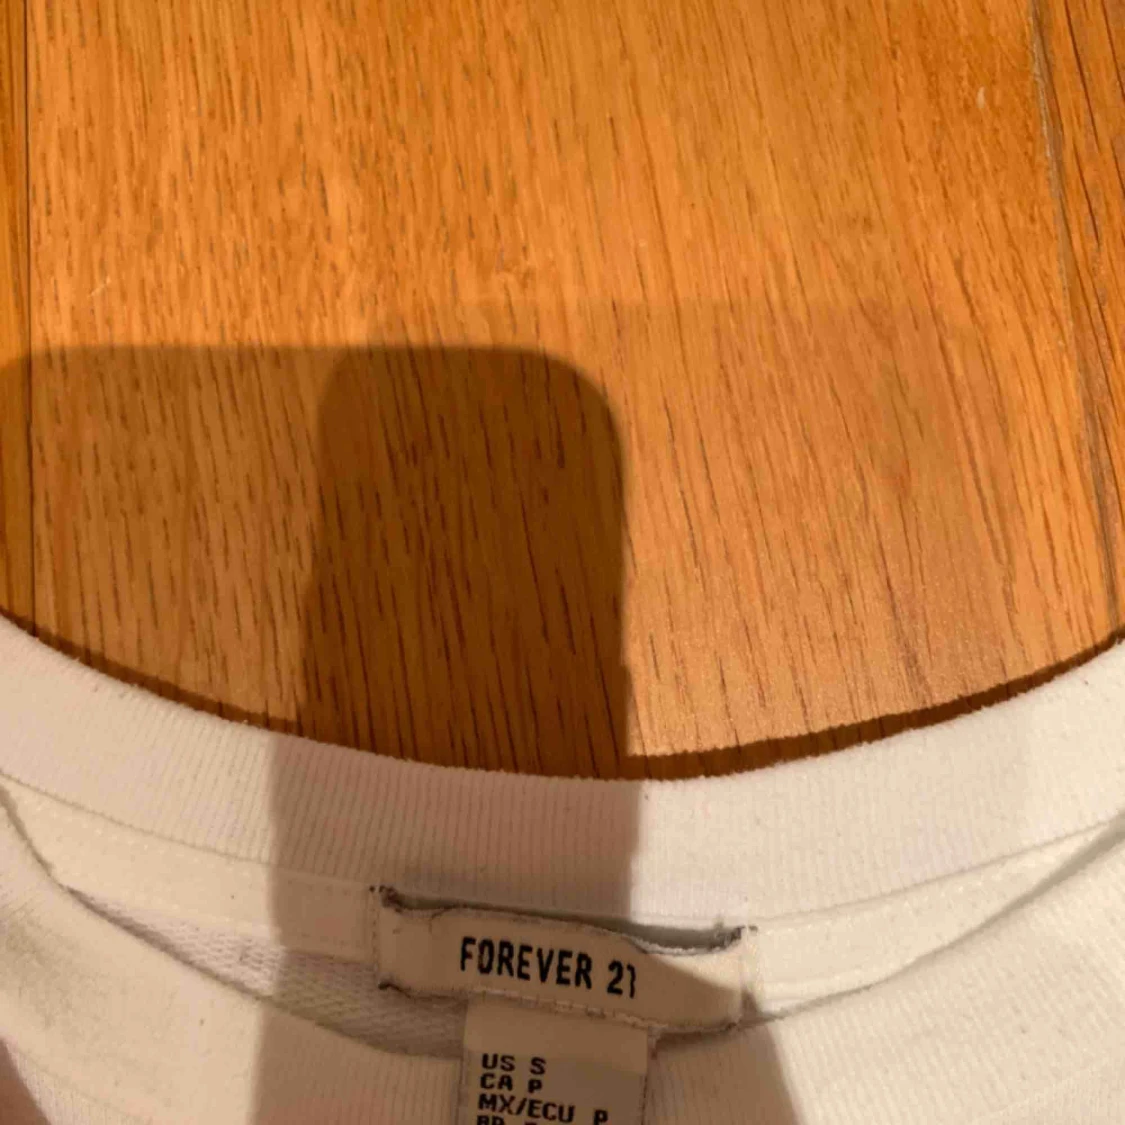 FOREVER 21
US S
CA P
MX/ECU P